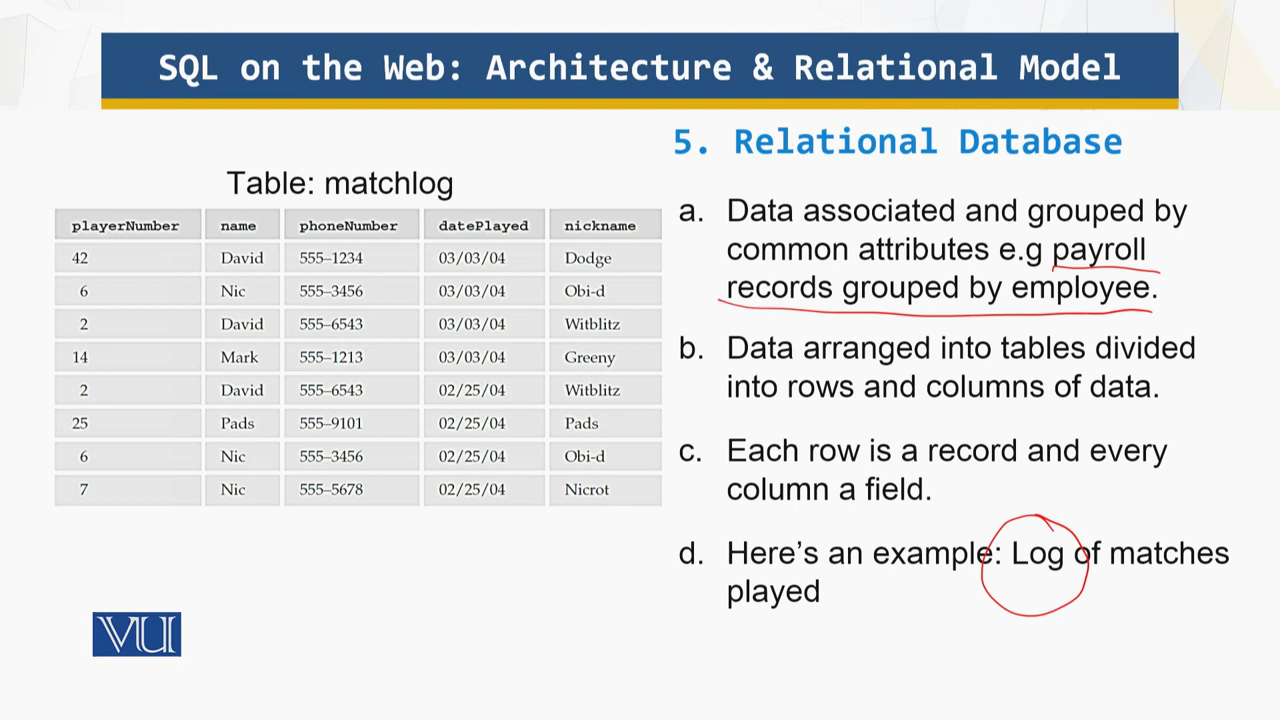 SQL on the Web: Architecture & Relational Model
5. Relational Database
Table: matchlog
playerNumber name phoneNumber datePlayed nickname
42 David 555–1234 03/03/04 Dodge
6 Nic 555–3456 03/03/04 Obi-d
2 David 555–6543 03/03/04 Witblitz
14 Mark 555–1213 03/03/04 Greeny
2 David 555–6543 02/25/04 Witblitz
25 Pads 555–9101 02/25/04 Pads
6 Nic 555–3456 02/25/04 Obi-d
7 Nic 555–5678 02/25/04 Nicrot
a. Data associated and grouped by
common attributes e.g payroll
records grouped by employee.
b. Data arranged into tables divided
into rows and columns of data.
c. Each row is a record and every
column a field.
d. Here’s an example: Log of matches
played
VU